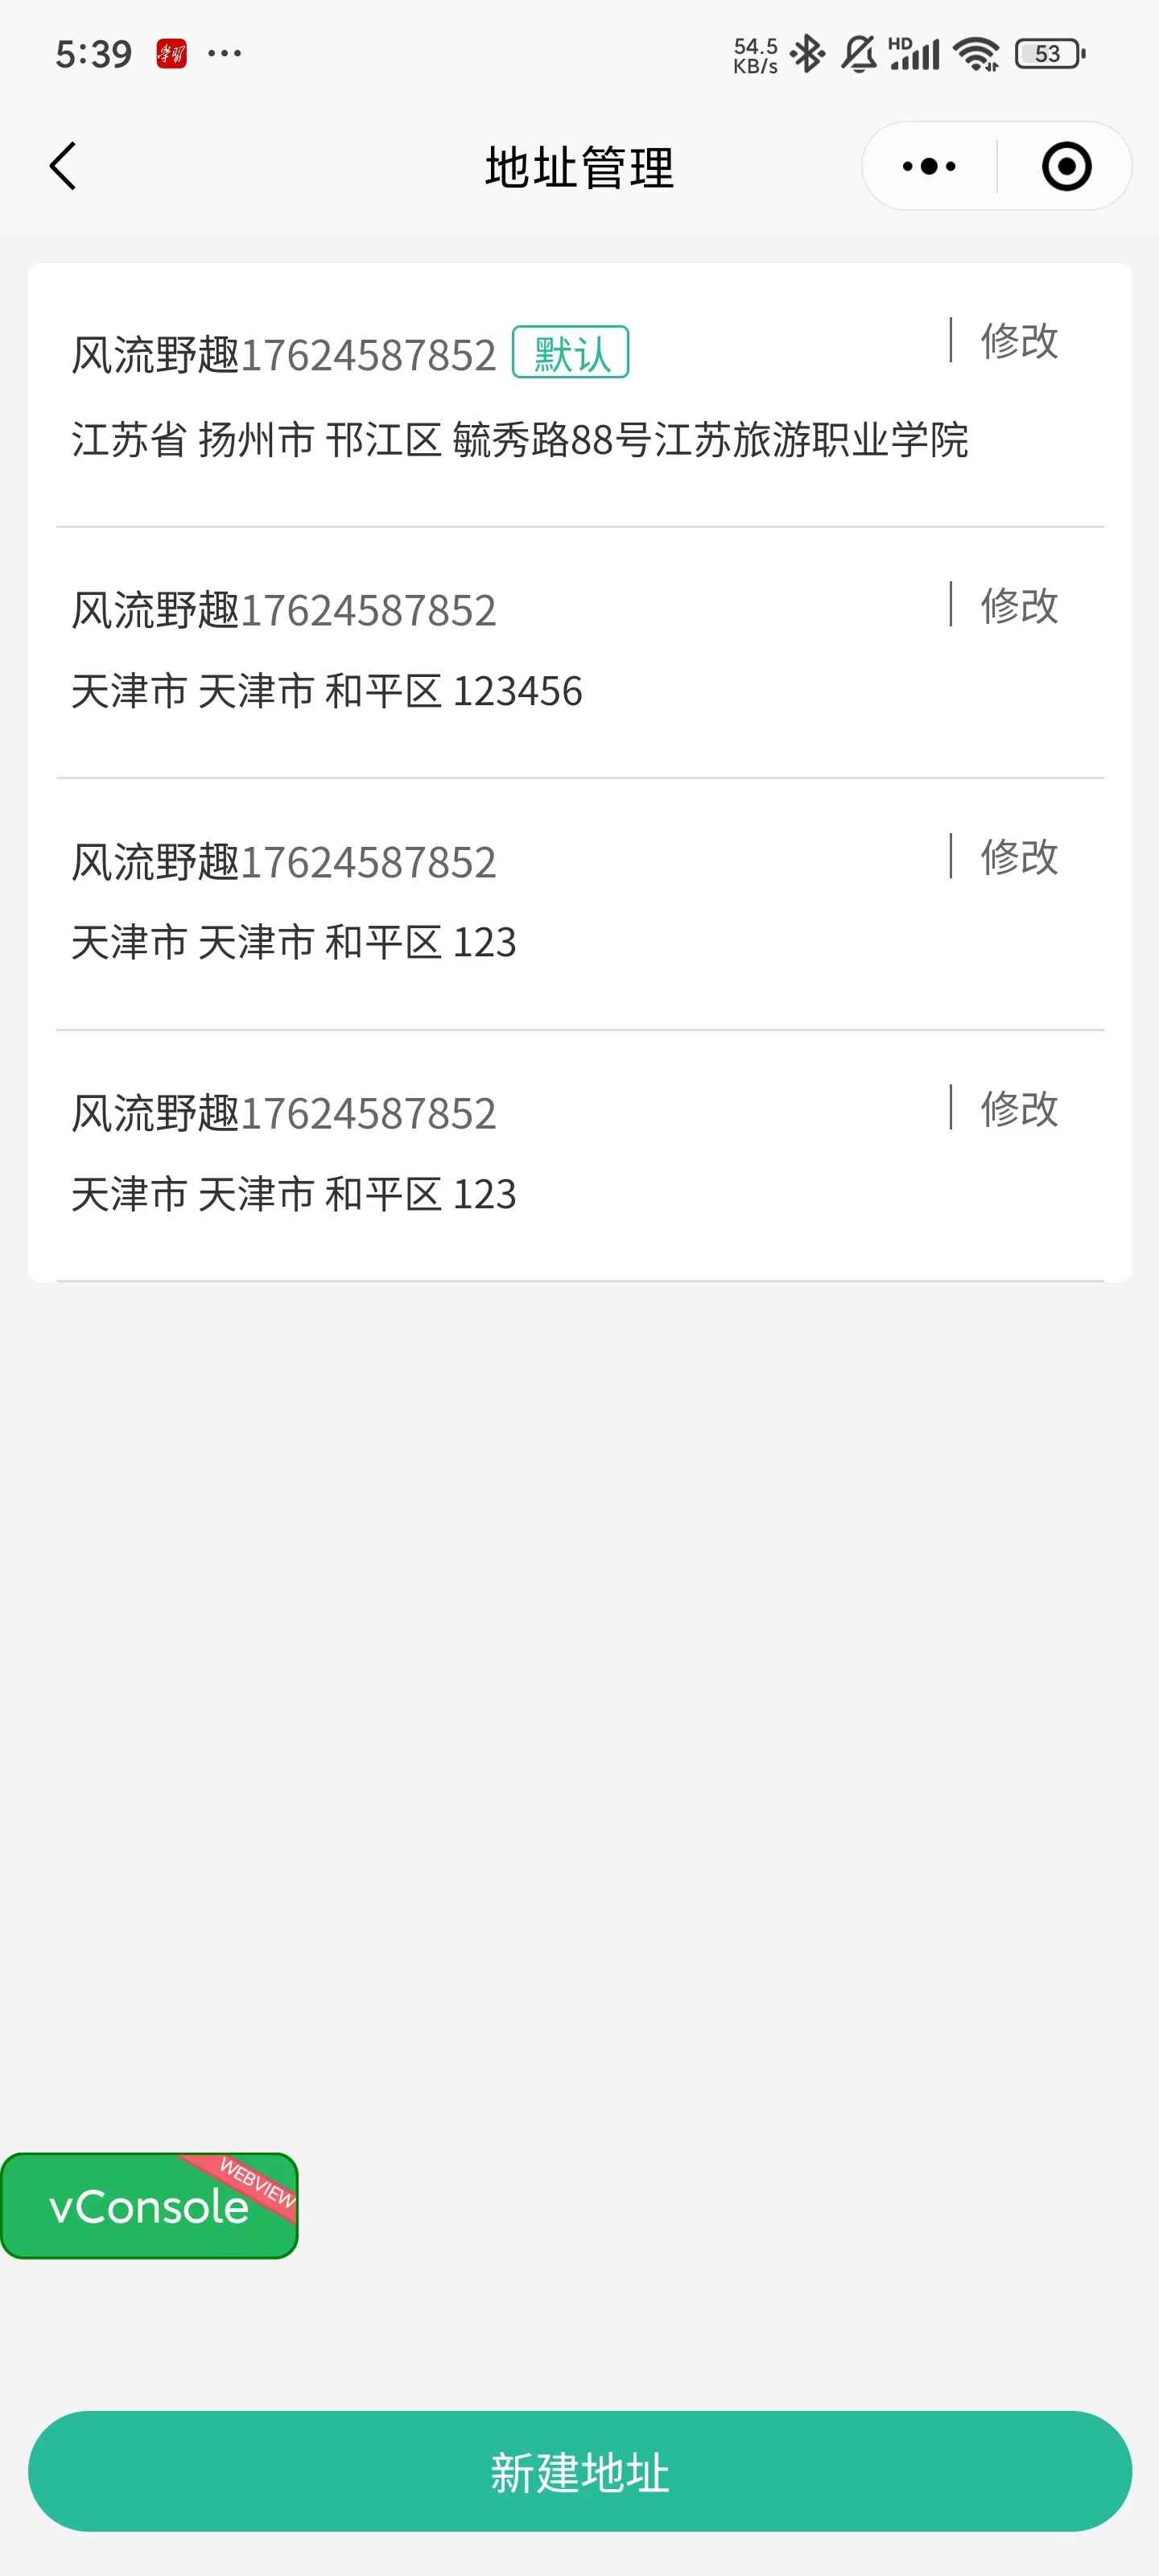 5:39 学習 ••• 54.5 KB/s HD 53
地址管理
风流野趣17624587852 默认 修改
江苏省 扬州市 邗江区 毓秀路88号江苏旅游职业学院
风流野趣17624587852 修改
天津市 天津市 和平区 123456
风流野趣17624587852 修改
天津市 天津市 和平区 123
风流野趣17624587852 修改
天津市 天津市 和平区 123
vConsole WEBVIEW
新建地址